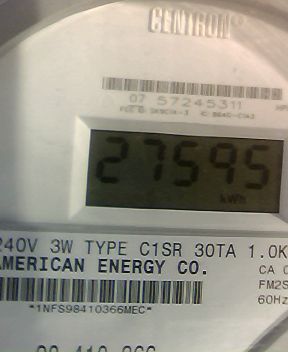 CENTRON
07 57245311
27595
kWh
240V 3W TYPE C1SR 30TA 1.0K
AMERICAN ENERGY CO.
CA 0
FM2S
60Hz
*1NFS98410366MEC*